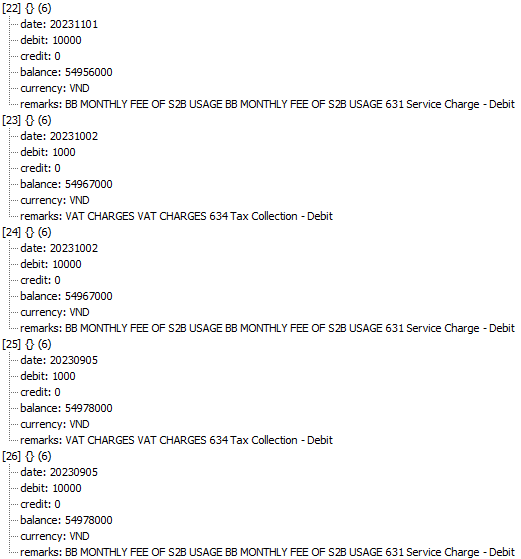 [22] {} (6)
date: 20231101
debit: 10000
credit: 0
balance: 54956000
currency: VND
remarks: BB MONTHLY FEE OF S2B USAGE BB MONTHLY FEE OF S2B USAGE 631 Service Charge - Debit
[23] {} (6)
date: 20231002
debit: 1000
credit: 0
balance: 54967000
currency: VND
remarks: VAT CHARGES VAT CHARGES 634 Tax Collection - Debit
[24] {} (6)
date: 20231002
debit: 10000
credit: 0
balance: 54967000
currency: VND
remarks: BB MONTHLY FEE OF S2B USAGE BB MONTHLY FEE OF S2B USAGE 631 Service Charge - Debit
[25] {} (6)
date: 20230905
debit: 1000
credit: 0
balance: 54978000
currency: VND
remarks: VAT CHARGES VAT CHARGES 634 Tax Collection - Debit
[26] {} (6)
date: 20230905
debit: 10000
credit: 0
balance: 54978000
currency: VND
remarks: BB MONTHLY FEE OF S2B USAGE BB MONTHLY FEE OF S2B USAGE 631 Service Charge - Debit